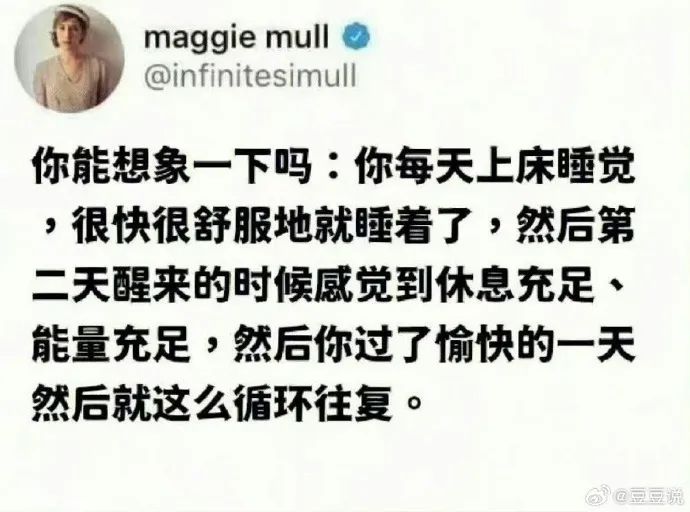 maggie mull
@infinitesimull
你能想象一下吗：你每天上床睡觉
，很快很舒服地就睡着了，然后第
二天醒来的时候感觉到休息充足、
能量充足，然后你过了愉快的一天
然后就这么循环往复。
@豆豆说